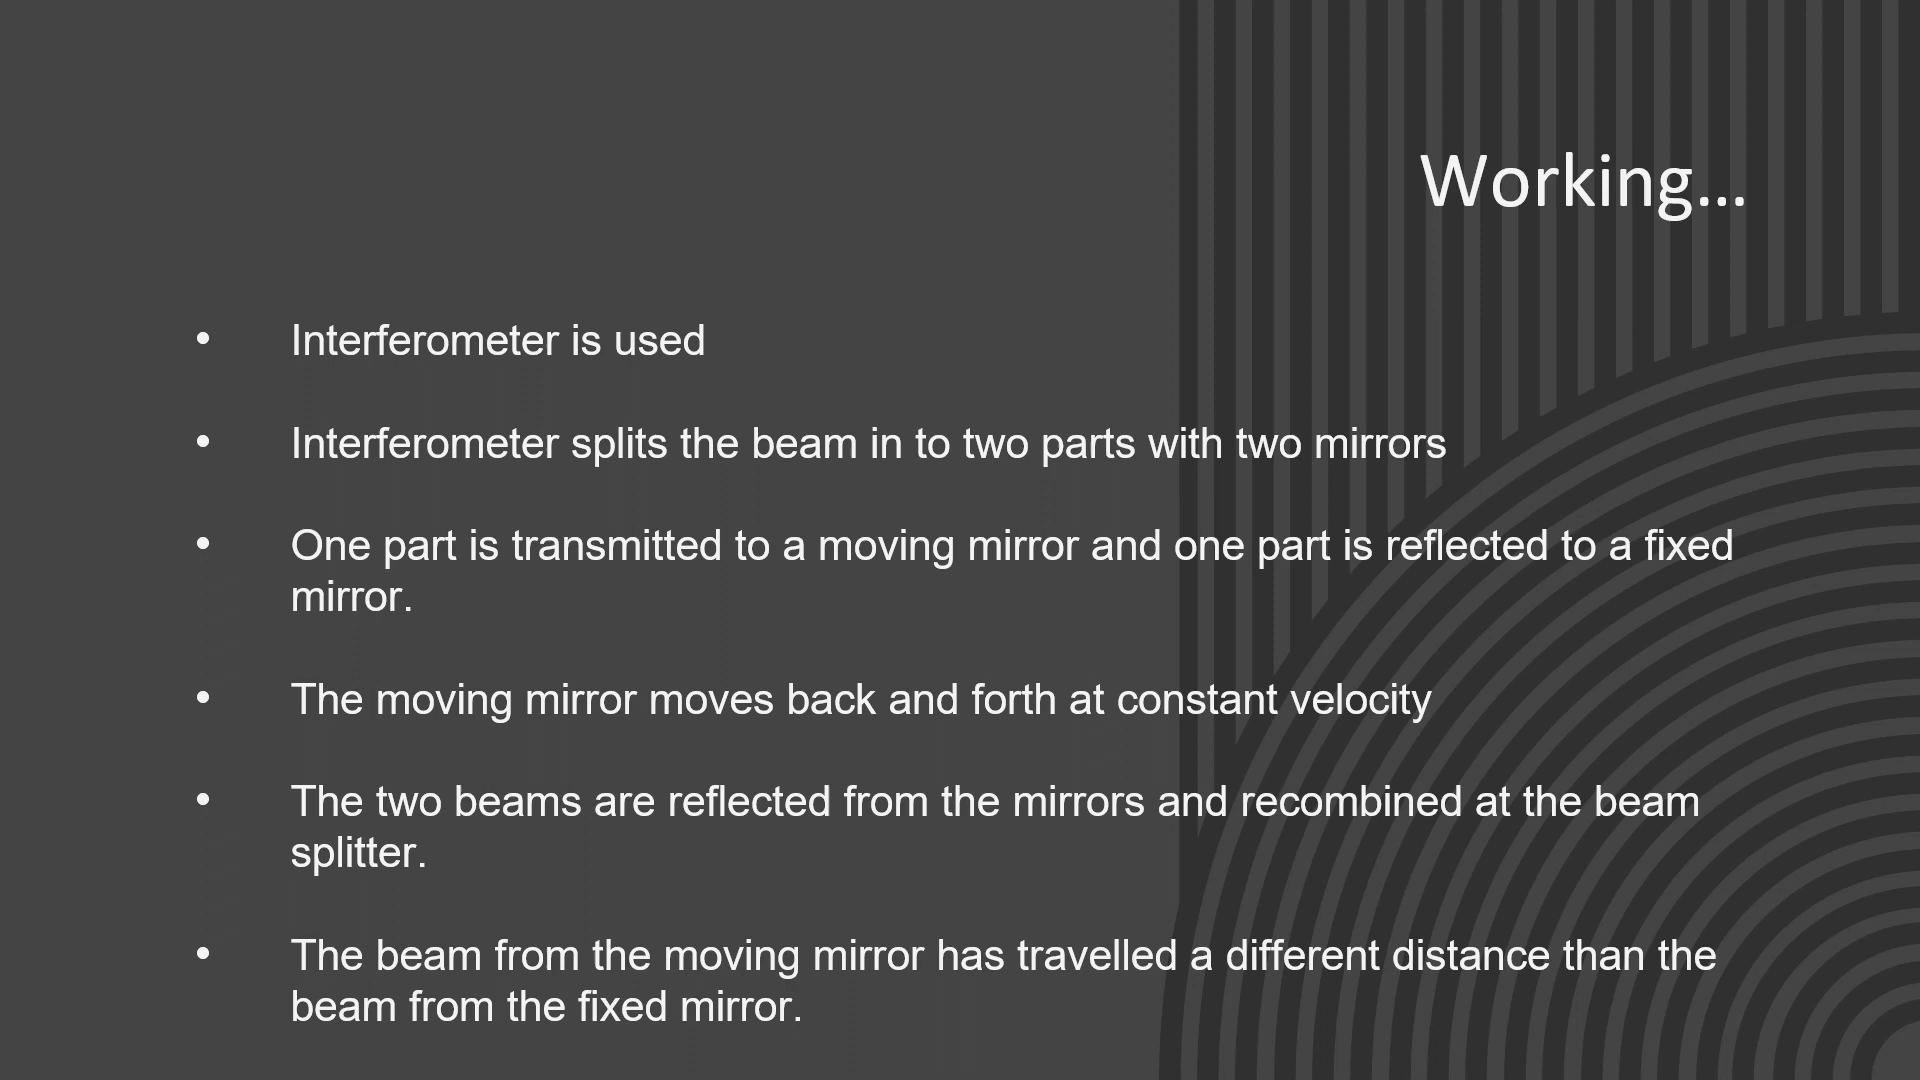 Working...
• Interferometer is used
• Interferometer splits the beam in to two parts with two mirrors
• One part is transmitted to a moving mirror and one part is reflected to a fixed
mirror.
• The moving mirror moves back and forth at constant velocity
• The two beams are reflected from the mirrors and recombined at the beam
splitter.
• The beam from the moving mirror has travelled a different distance than the
beam from the fixed mirror.